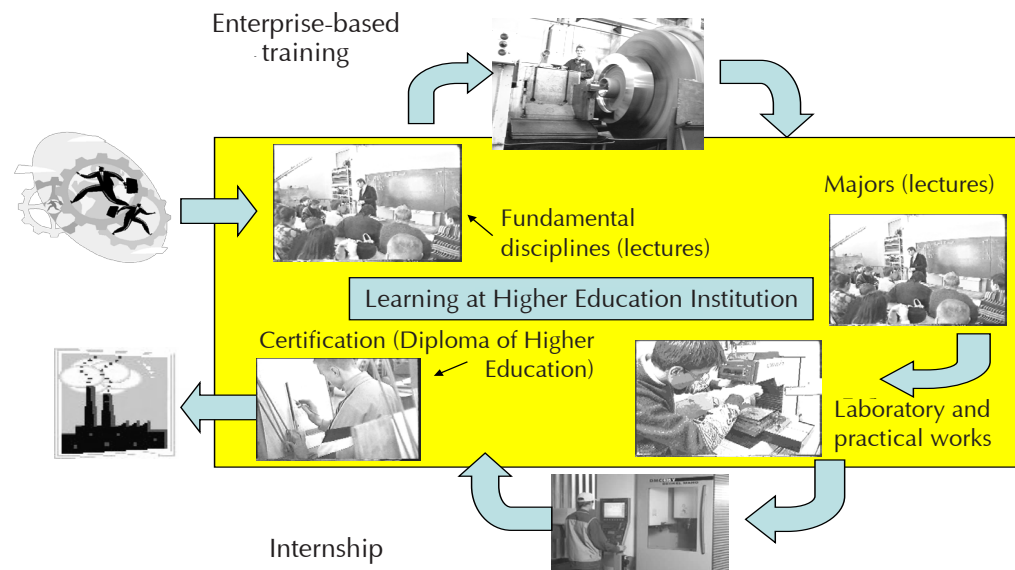 Enterprise-based
training
Majors (lectures)
Fundamental
disciplines (lectures)
Learning at Higher Education Institution
Certification (Diploma of Higher
Education)
Laboratory and
practical works
Internship